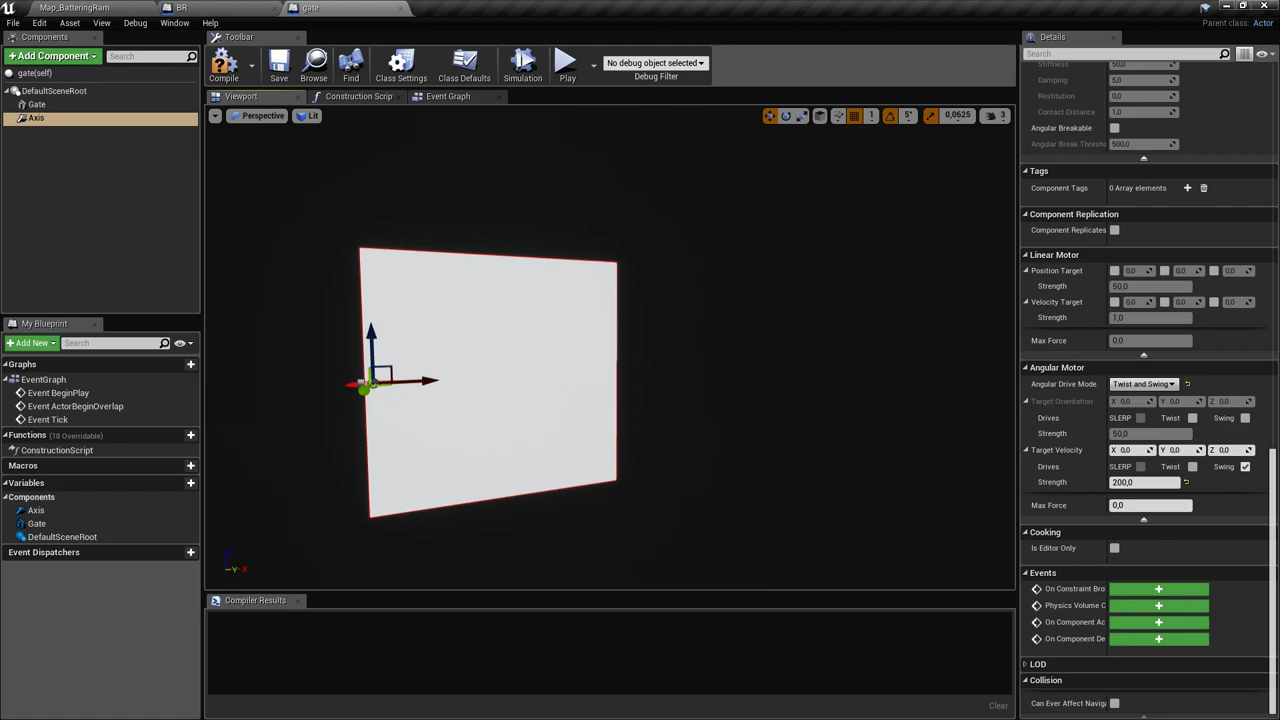 Map_BatteringRam
BR
gate
Parent class: Actor
File Edit Asset View Debug Window Help
Components
+Add Component
Search
gate(self)
DefaultSceneRoot
Gate
Axis
My Blueprint
+Add New
Search
Graphs
EventGraph
Event BeginPlay
Event ActorBeginOverlap
Event Tick
Functions (18 Overridable)
ConstructionScript
Macros
Variables
Components
Axis
Gate
DefaultSceneRoot
Event Dispatchers
Toolbar
Compile
Save
Browse
Find
Class Settings
Class Defaults
Simulation
Play
No debug object selected
Debug Filter
Viewport
Construction Scrip
Event Graph
Perspective
Lit
1
5°
0,0625
3
Compiler Results
Clear
Details
Search
Stiffness 50,0
Damping 5,0
Restitution 0,0
Contact Distance 1,0
Angular Breakable
Angular Break Thresho 500,0
Tags
Component Tags 0 Array elements
Component Replication
Component Replicates
Linear Motor
Position Target 0,0 0,0 0,0
Strength 50,0
Velocity Target 0,0 0,0 0,0
Strength 1,0
Max Force 0,0
Angular Motor
Angular Drive Mode Twist and Swing
Target Orientation X 0,0 Y 0,0 Z 0,0
Drives SLERP Twist Swing
Strength 50,0
Target Velocity X 0,0 Y 0,0 Z 0,0
Drives SLERP Twist Swing
Strength 200,0
Max Force 0,0
Cooking
Is Editor Only
Events
On Constraint Bro
Physics Volume C
On Component Ac
On Component De
LOD
Collision
Can Ever Affect Naviga